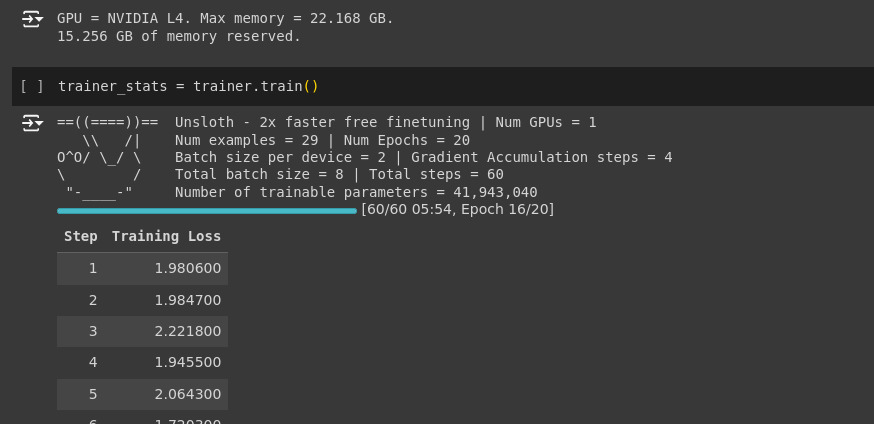 GPU = NVIDIA L4. Max memory = 22.168 GB.
15.256 GB of memory reserved.
[ ] trainer_stats = trainer.train()
==((====))==  Unsloth - 2x faster free finetuning | Num GPUs = 1
   \\   /|    Num examples = 29 | Num Epochs = 20
O^O/ \_/ \    Batch size per device = 2 | Gradient Accumulation steps = 4
\        /    Total batch size = 8 | Total steps = 60
 "-____-"     Number of trainable parameters = 41,943,040
[60/60 05:54, Epoch 16/20]
Step Training Loss
1 1.980600
2 1.984700
3 2.221800
4 1.945500
5 2.064300